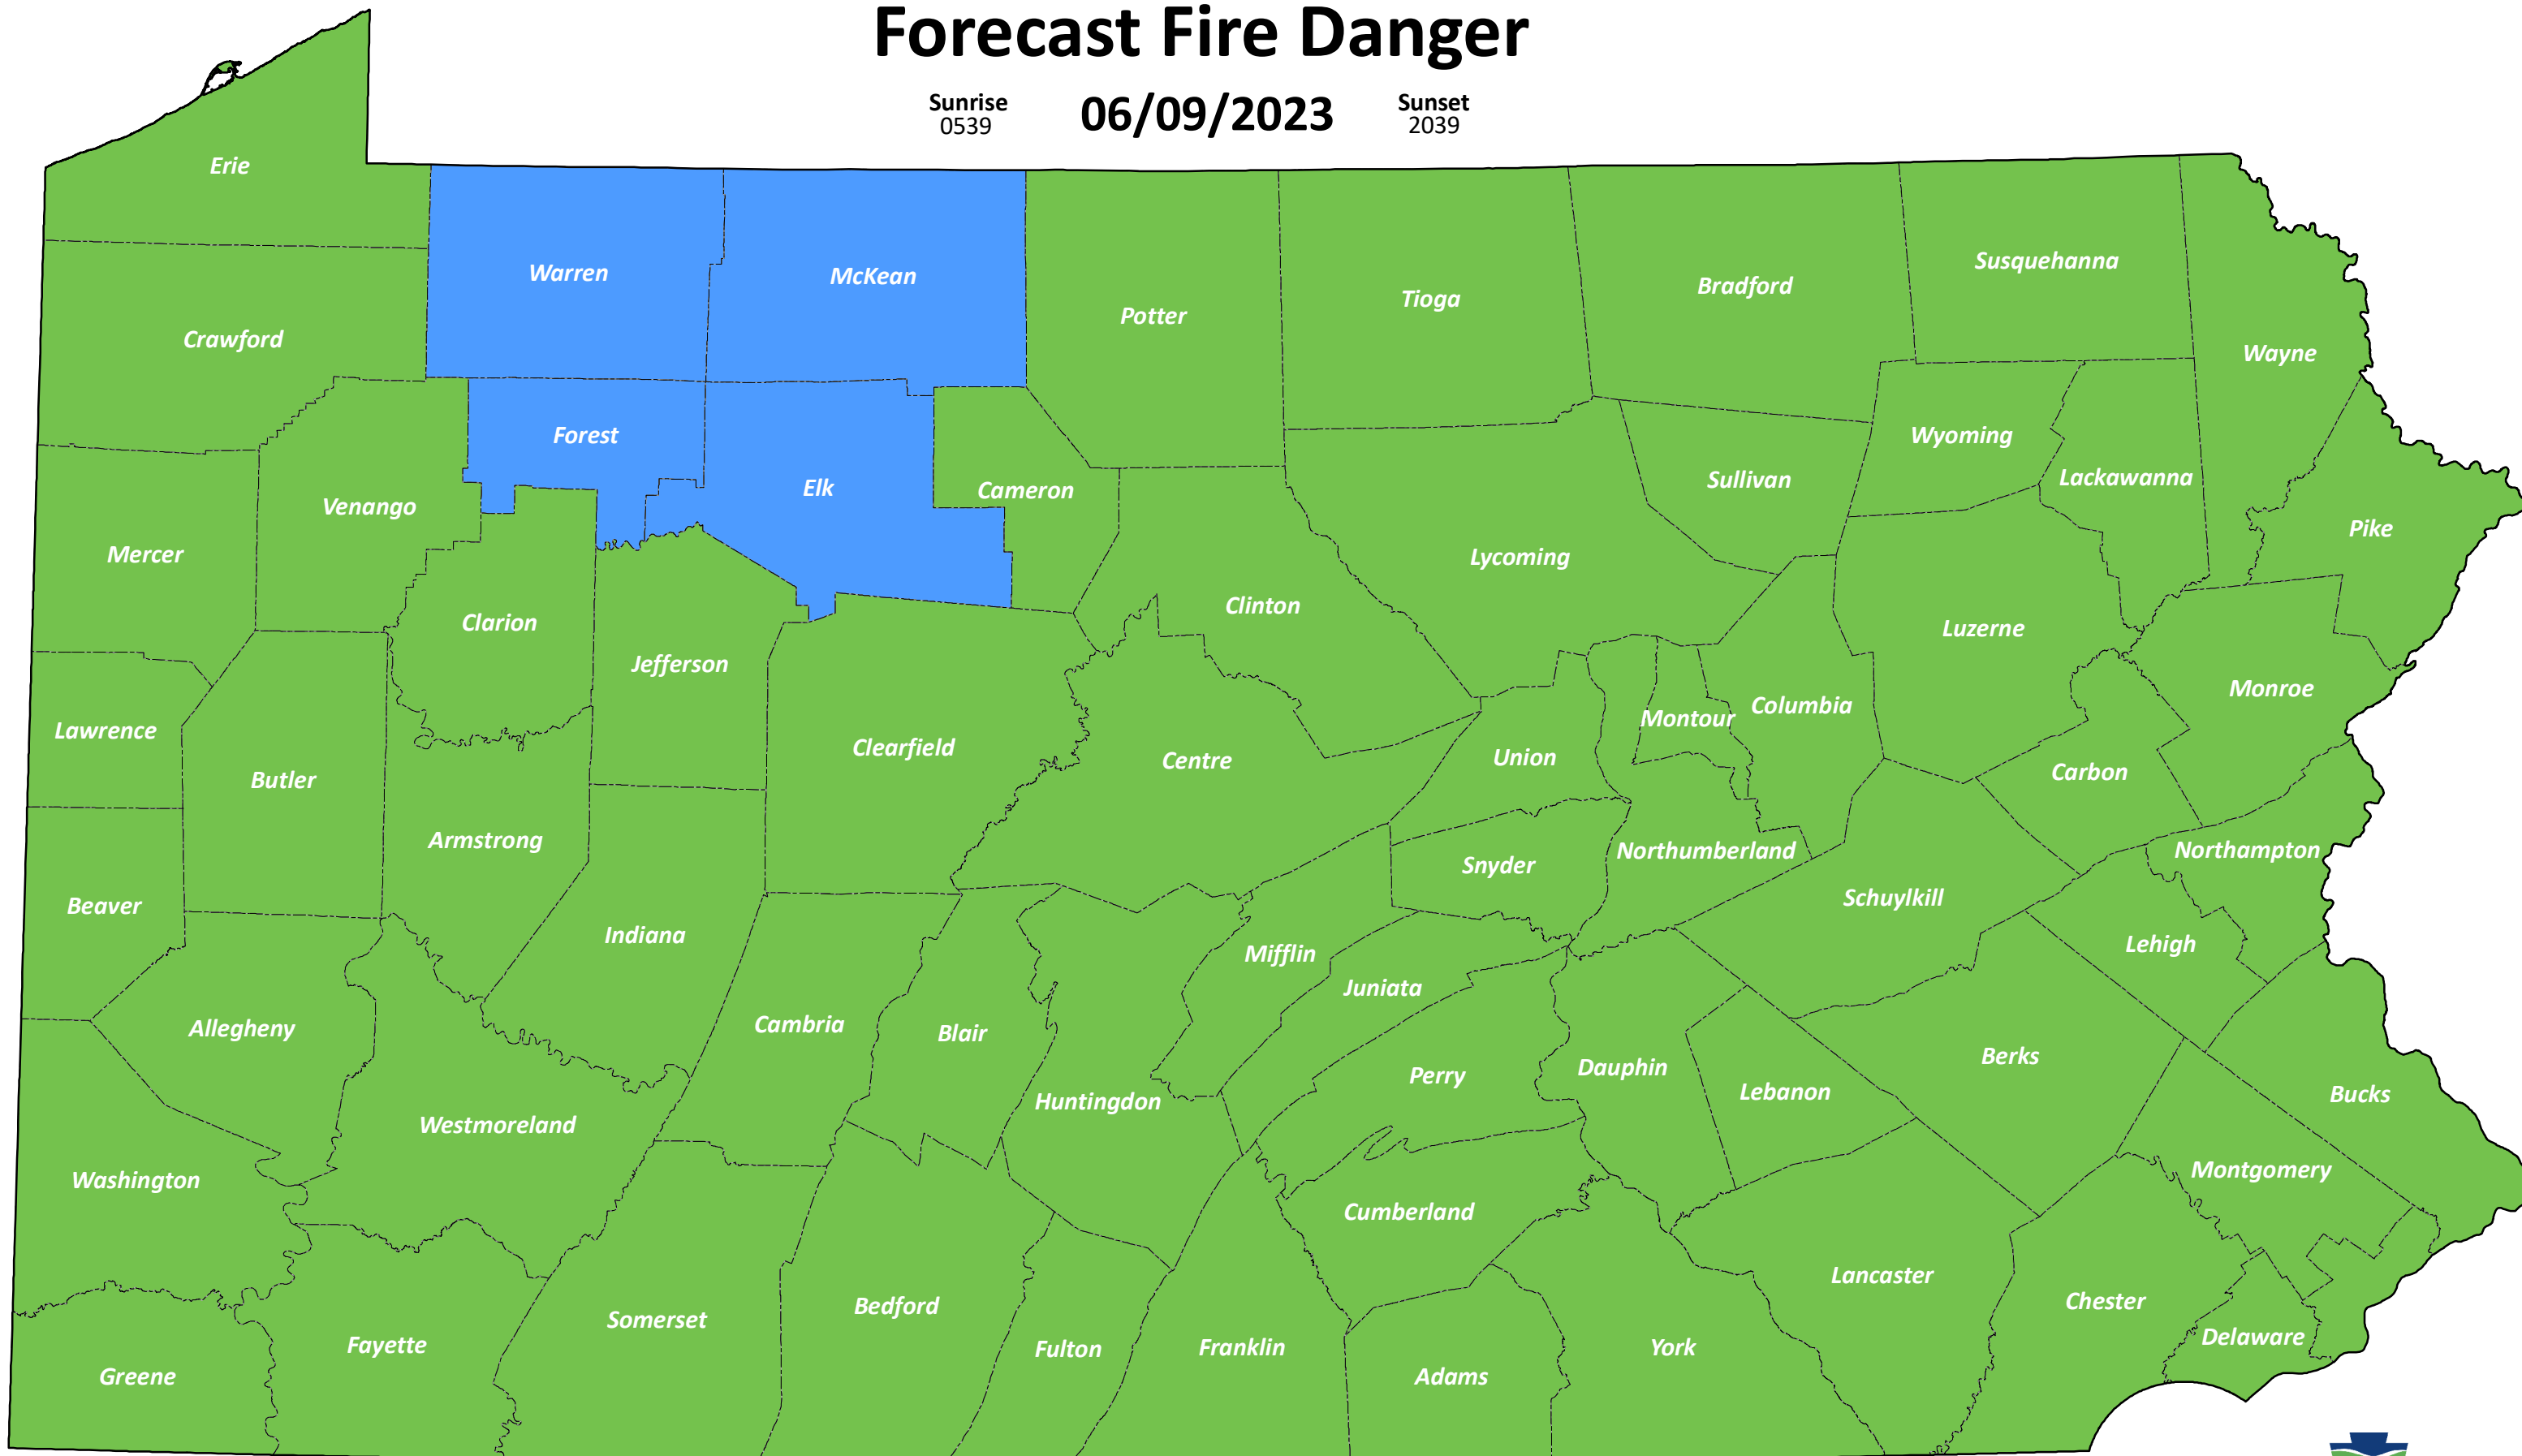 Forecast Fire Danger
Sunrise
0539
06/09/2023
Sunset
2039
Erie
Warren
McKean
Susquehanna
Bradford
Tioga
Potter
Crawford
Wayne
Forest
Wyoming
Lackawanna
Sullivan
Elk
Cameron
Venango
Pike
Mercer
Lycoming
Clinton
Clarion
Luzerne
Jefferson
Monroe
Columbia
Montour
Lawrence
Clearfield
Union
Centre
Carbon
Butler
Armstrong
Northumberland
Northampton
Snyder
Schuylkill
Beaver
Indiana
Lehigh
Mifflin
Juniata
Cambria
Allegheny
Blair
Berks
Dauphin
Perry
Lebanon
Bucks
Huntingdon
Westmoreland
Montgomery
Washington
Cumberland
Lancaster
Chester
Bedford
Somerset
Delaware
Fayette
Fulton
Franklin
York
Greene
Adams